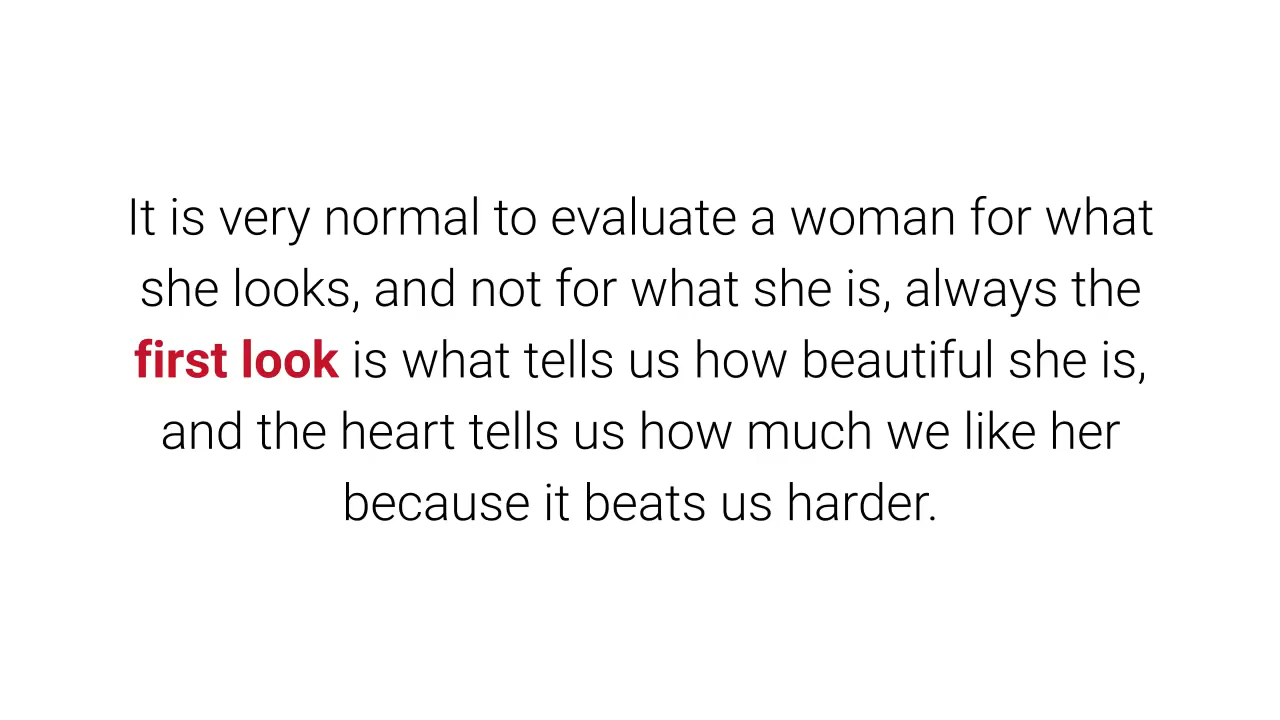 It is very normal to evaluate a woman for what
she looks, and not for what she is, always the
first look is what tells us how beautiful she is,
and the heart tells us how much we like her
because it beats us harder.